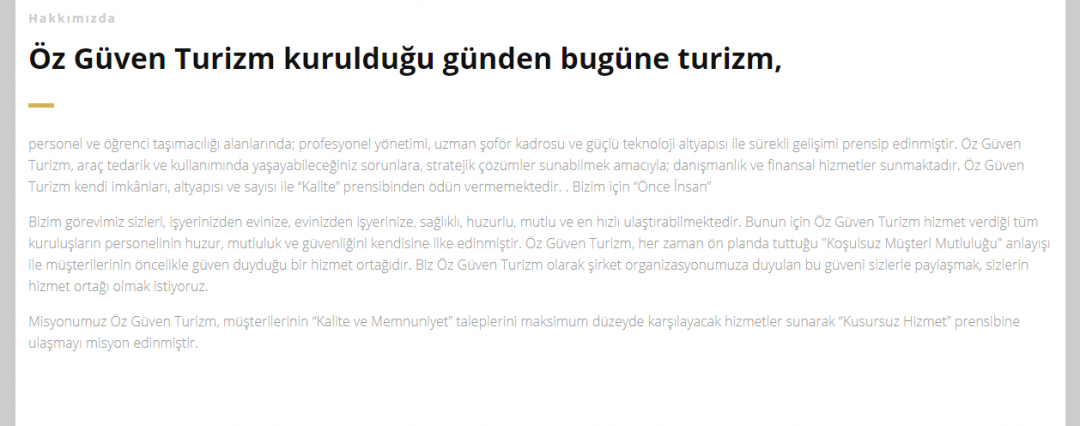 Hakkımızda
Öz Güven Turizm kurulduğu günden bugüne turizm,
personel ve öğrenci taşımacılığı alanlarında; profesyonel yönetimi, uzman şoför kadrosu ve güçlü teknoloji altyapısı ile sürekli gelişimi prensip edinmiştir. Öz Güven
Turizm, araç tedarik ve kullanımında yaşayabileceğiniz sorunlara, stratejik çözümler sunabilmek amacıyla; danışmanlık ve finansal hizmetler sunmaktadır. Öz Güven
Turizm kendi imkânları, altyapısı ve sayısı ile “Kalite” prensibinden ödün vermemektedir. . Bizim için “Önce İnsan”
Bizim görevimiz sizleri, işyerinizden evinize, evinizden işyerinize, sağlıklı, huzurlu, mutlu ve en hızlı ulaştırabilmektedir. Bunun için Öz Güven Turizm hizmet verdiği tüm
kuruluşların personelinin huzur, mutluluk ve güvenliğini kendisine ilke edinmiştir. Öz Güven Turizm, her zaman ön planda tuttuğu "Koşulsuz Müşteri Mutluluğu" anlayışı
ile müşterilerinin öncelikle güven duyduğu bir hizmet ortağıdır. Biz Öz Güven Turizm olarak şirket organizasyonumuza duyulan bu güveni sizlerle paylaşmak, sizlerin
hizmet ortağı olmak istiyoruz.
Misyonumuz Öz Güven Turizm, müşterilerinin “Kalite ve Memnuniyet” taleplerini maksimum düzeyde karşılayacak hizmetler sunarak “Kusursuz Hizmet” prensibine
ulaşmayı misyon edinmiştir.